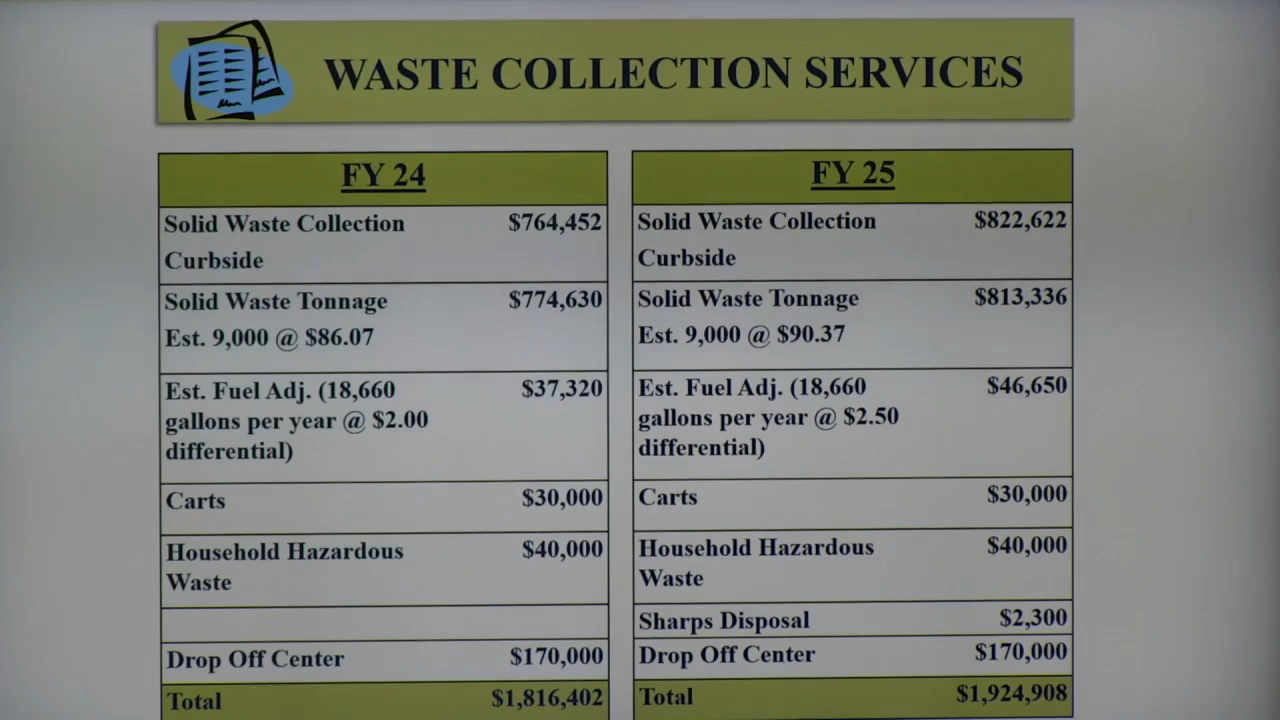 WASTE COLLECTION SERVICES
FY 24
Solid Waste Collection $764,452
Curbside
Solid Waste Tonnage $774,630
Est. 9,000 @ $86.07
Est. Fuel Adj. (18,660 $37,320
gallons per year @ $2.00
differential)
Carts $30,000
Household Hazardous $40,000
Waste
Drop Off Center $170,000
Total $1,816,402
FY 25
Solid Waste Collection $822,622
Curbside
Solid Waste Tonnage $813,336
Est. 9,000 @ $90.37
Est. Fuel Adj. (18,660 $46,650
gallons per year @ $2.50
differential)
Carts $30,000
Household Hazardous $40,000
Waste
Sharps Disposal $2,300
Drop Off Center $170,000
Total $1,924,908